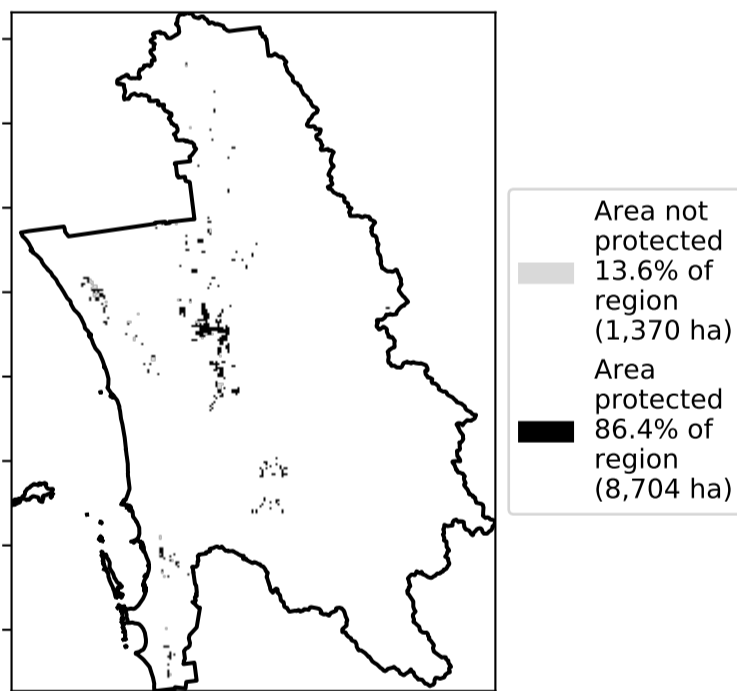 Area not
protected
13.6% of
region
(1,370 ha)
Area
protected
86.4% of
region
(8,704 ha)